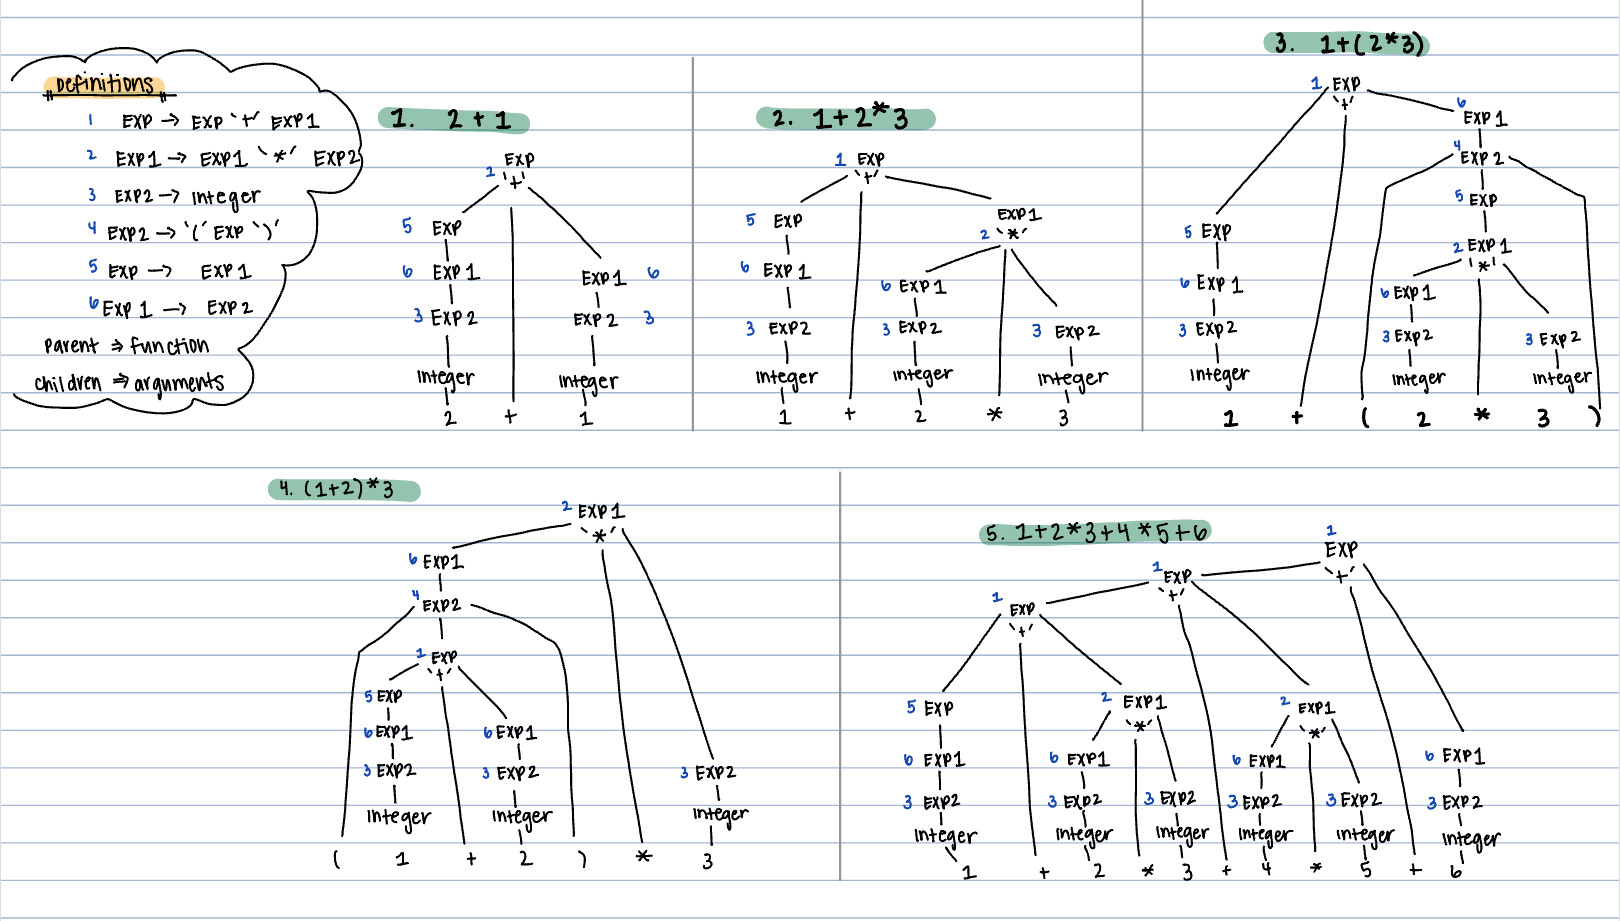 Definitions
1 EXP → EXP '+' EXP1
2 EXP1 → EXP1 '*' EXP2
3 EXP2 → Integer
4 EXP2 → '(' EXP ')'
5 EXP → EXP1
6 EXP1 → EXP2
parent ⇒ function
children ⇒ arguments
1. 2 + 1
EXP
1 '+'
5 EXP
6 EXP1 EXP1 6
3 EXP2 EXP2 3
Integer Integer
2 + 1
2. 1+2*3
1 EXP
'+'
5 EXP EXP1
2 '*'
6 EXP1 6 EXP1
3 EXP2 3 EXP2 3 EXP2
Integer Integer Integer
1 + 2 * 3
3. 1+(2*3)
1 EXP
'+'
6 EXP1
4 EXP2
5 EXP
5 EXP 2 EXP1
'*'
6 EXP1 6 EXP1
3 EXP2 3 EXP2 3 EXP2
Integer Integer Integer
1 + ( 2 * 3 )
4. (1+2)*3
2 EXP1
'*'
6 EXP1
4 EXP2
1 EXP
'+'
5 EXP
6 EXP1 6 EXP1
3 EXP2 3 EXP2 3 EXP2
Integer Integer Integer
( 1 + 2 ) * 3
5. 1+2*3+4*5+6
1 EXP
'+'
1 EXP
'+'
1 EXP
'+'
5 EXP 2 EXP1 2 EXP1
'*' '*'
6 EXP1 6 EXP1 6 EXP1 6 EXP1
3 EXP2 3 EXP2 3 EXP2 3 EXP2 3 EXP2 3 EXP2
Integer Integer Integer Integer Integer Integer
1 + 2 * 3 + 4 * 5 + 6